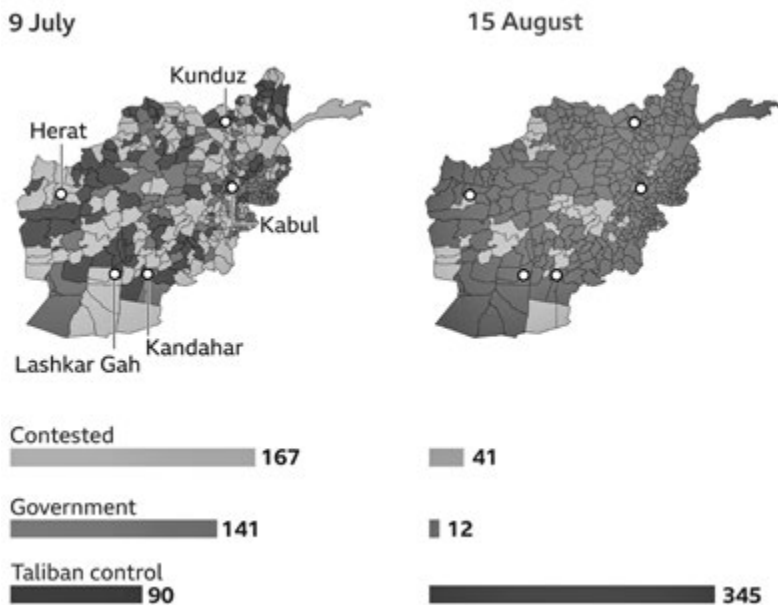 9 July
15 August
Kunduz
Herat
Kabul
Kandahar
Lashkar Gah
Contested
167
41
Government
141
12
Taliban control
90
345